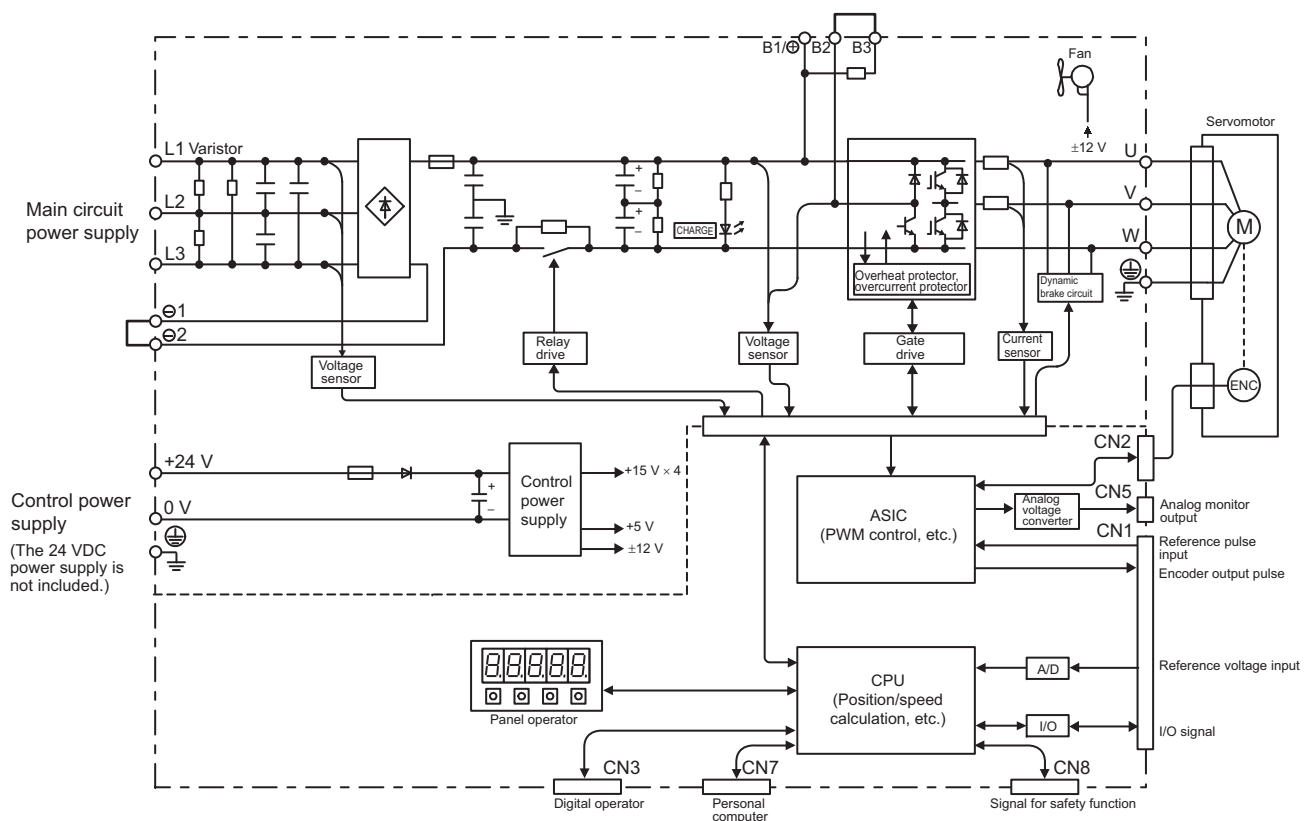 B1/⊕
B2
B3
Fan
±12 V
Servomotor
L1
Varistor
L2
L3
Main circuit
power supply
U
V
W
M
CHARGE
+
–
+
–
Overheat protector,
overcurrent protector
Dynamic
brake circuit
⊖1
⊖2
Voltage
sensor
Relay
drive
Voltage
sensor
Gate
drive
Current
sensor
ENC
+24 V
0 V
Control power
supply
(The 24 VDC
power supply is
not included.)
+
–
Control
power
supply
+15 V × 4
+5 V
±12 V
ASIC
(PWM control, etc.)
Analog
voltage
converter
CN2
CN5
Analog monitor
output
CN1
Reference pulse
input
Encoder output pulse
88888
Panel operator
CPU
(Position/speed
calculation, etc.)
A/D
Reference voltage input
I/O
I/O signal
CN3
Digital operator
CN7
Personal
computer
CN8
Signal for safety function